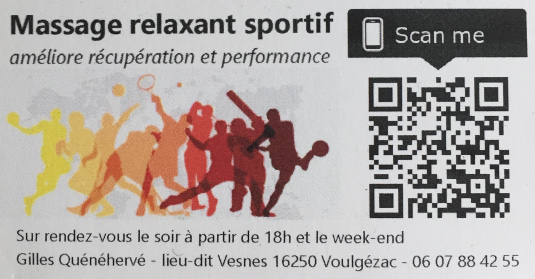 Massage relaxant sportif
améliore récupération et performance
Scan me
Sur rendez-vous le soir à partir de 18h et le week-end
Gilles Quénéhervé - lieu-dit Vesnes 16250 Voulgézac - 06 07 88 42 55